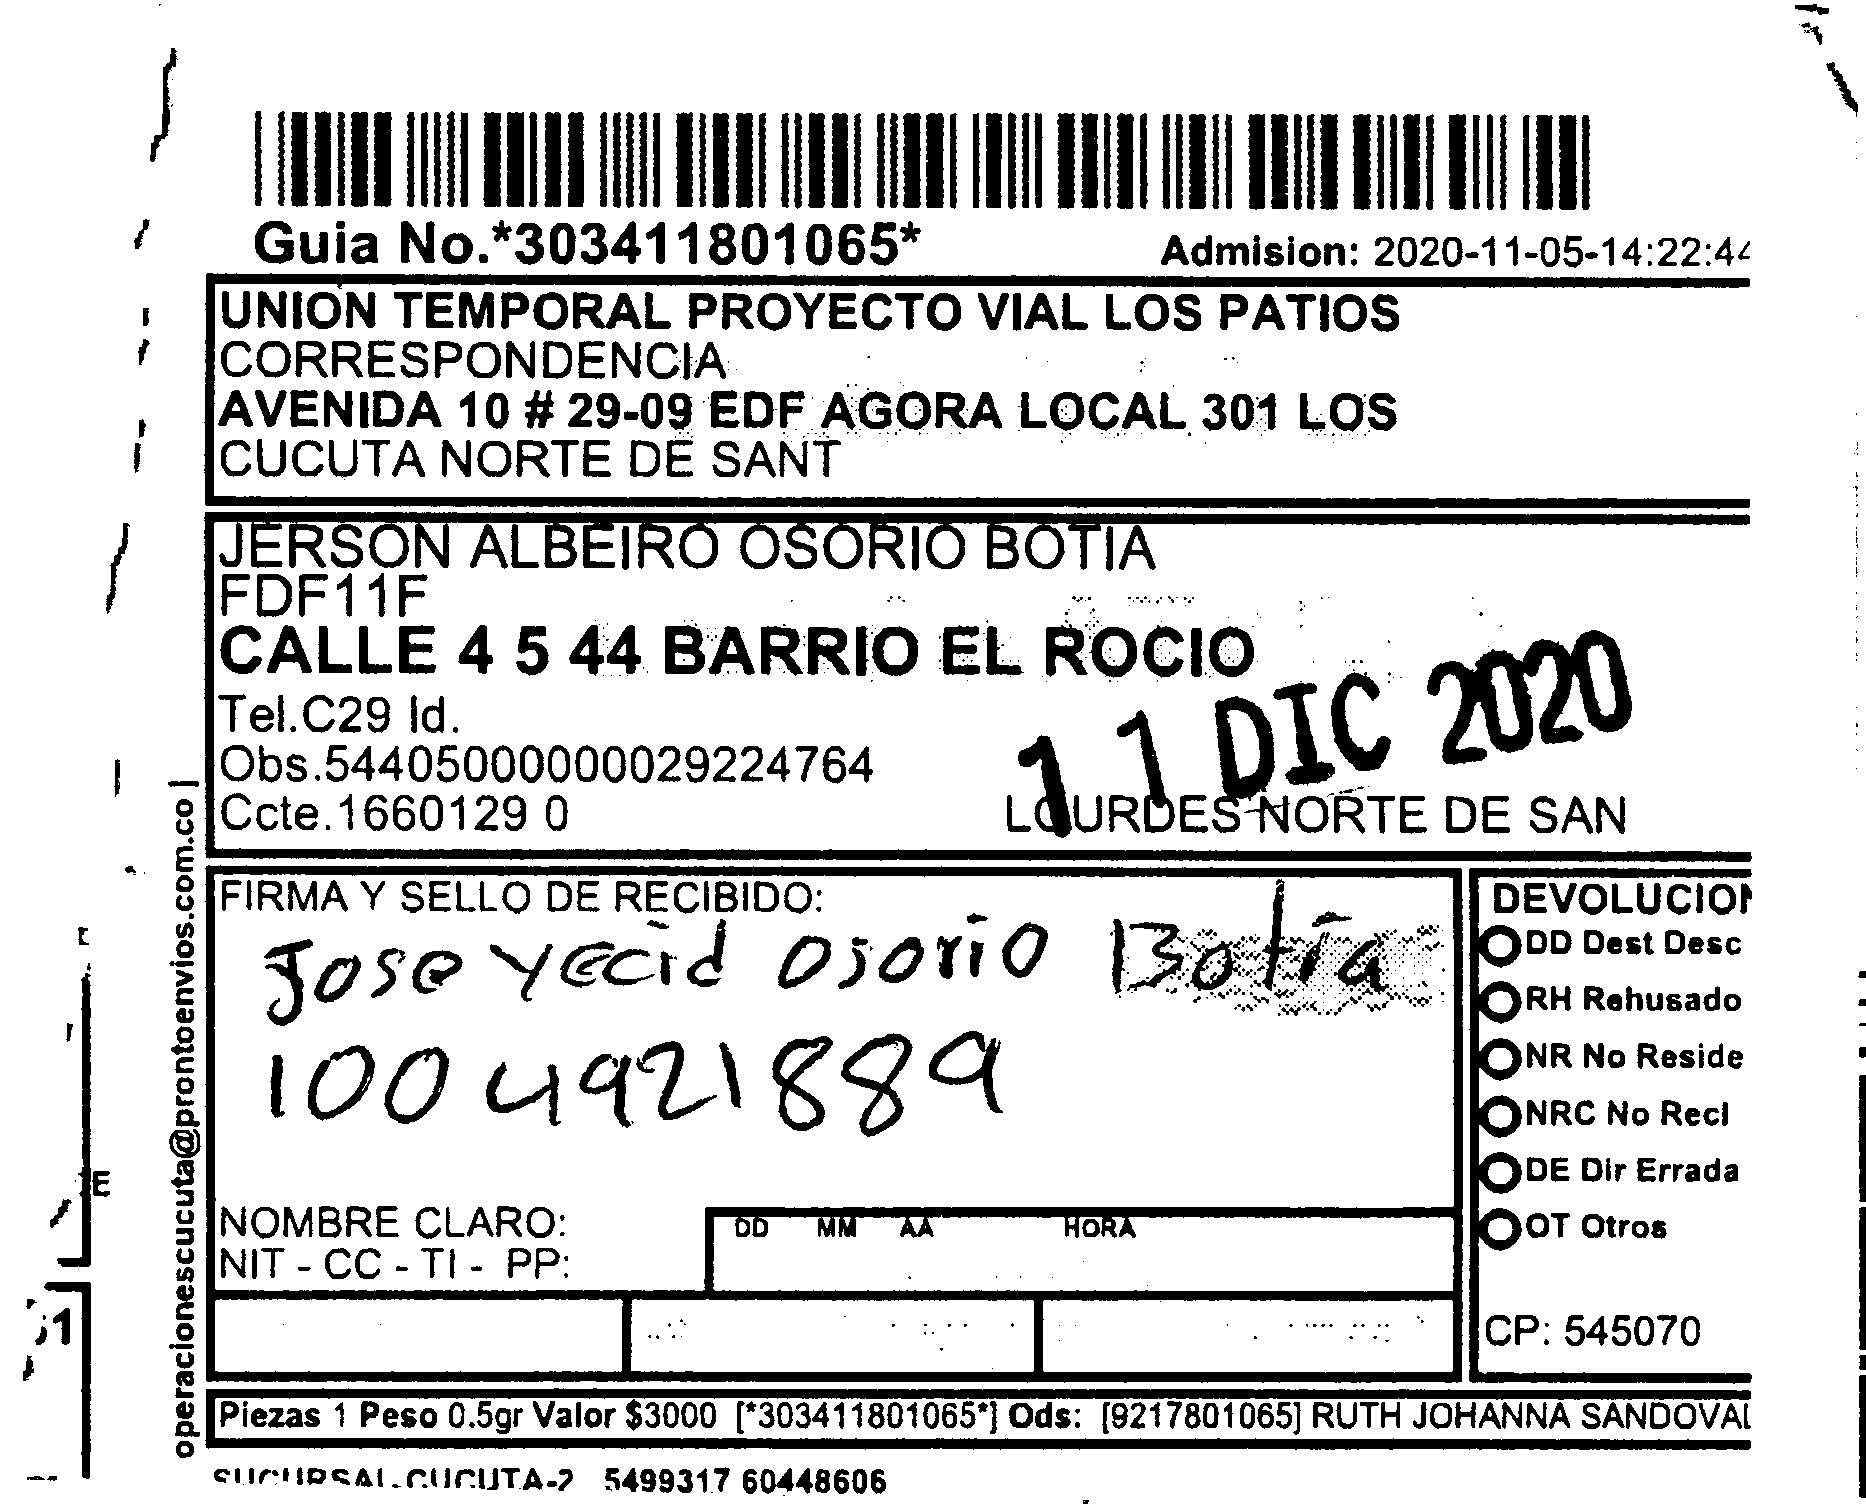 Guia No.*303411801065*
Admision: 2020-11-05-14:22:44
UNION TEMPORAL PROYECTO VIAL LOS PATIOS
CORRESPONDENCIA
AVENIDA 10 # 29-09 EDF AGORA LOCAL 301 LOS
CUCUTA NORTE DE SANT
JERSON ALBEIRO OSORIO BOTIA
FDF11F
CALLE 4 5 44 BARRIO EL ROCIO
Tel.C29 Id.
11 DIC 2020
Obs.544050000000029224764
Ccte.1660129 0
LOURDES-NORTE DE SAN
operacionescucuta@prontoenvios.com.co |
FIRMA Y SELLO DE RECIBIDO:
Jose Yecid Osorio Botia
1004921889
NOMBRE CLARO:
NIT - CC - TI - PP:
DD MM AA HORA
DEVOLUCION
DD Dest Desc
RH Rehusado
NR No Reside
NRC No Recl
DE Dir Errada
OT Otros
CP: 545070
Piezas 1 Peso 0.5gr Valor $3000 [*303411801065*] Ods: [9217801065] RUTH JOHANNA SANDOVAL
SUCURSAL-CUCUTA-2 5499317 60448606